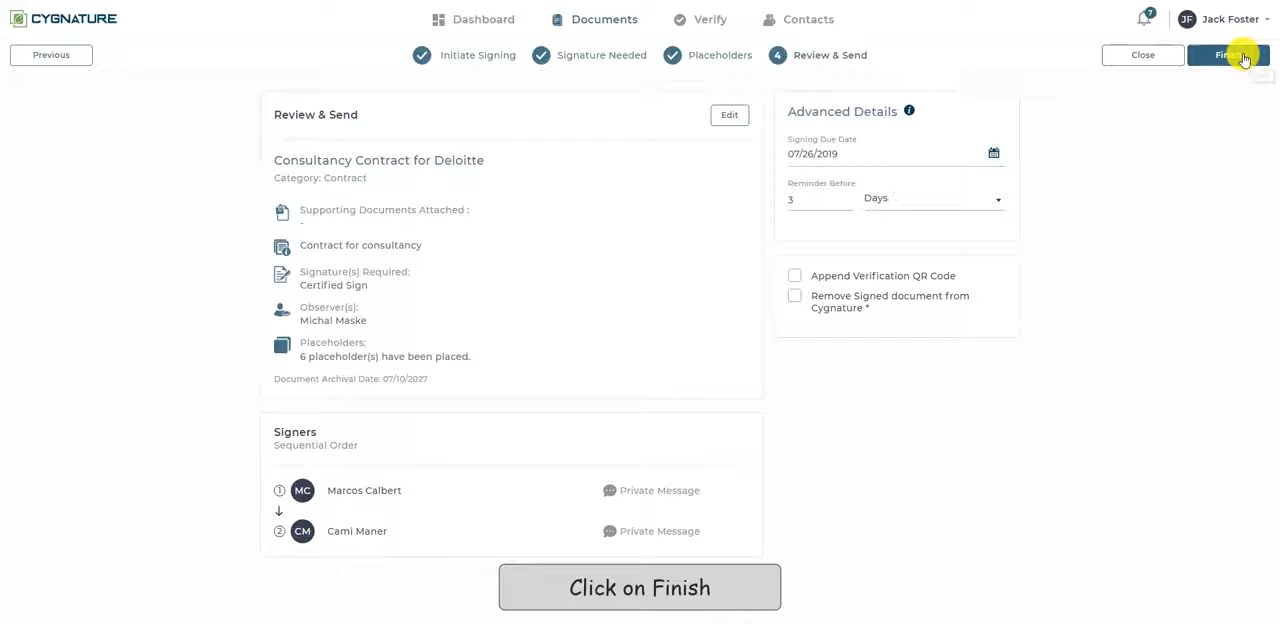 CYGNATURE
Dashboard
Documents
Verify
Contacts
7
JF
Jack Foster
Previous
Initiate Signing
Signature Needed
Placeholders
4
Review & Send
Close
Review & Send
Edit
Consultancy Contract for Deloitte
Category: Contract
Supporting Documents Attached :
-
Contract for consultancy
Signature(s) Required:
Certified Sign
Observer(s):
Michal Maske
Placeholders:
6 placeholder(s) have been placed.
Document Archival Date: 07/10/2027
Advanced Details
Signing Due Date
07/26/2019
Reminder Before
3
Days
Append Verification QR Code
Remove Signed document from
Cygnature *
Signers
Sequential Order
1
MC
Marcos Calbert
Private Message
2
CM
Cami Maner
Private Message
Click on Finish